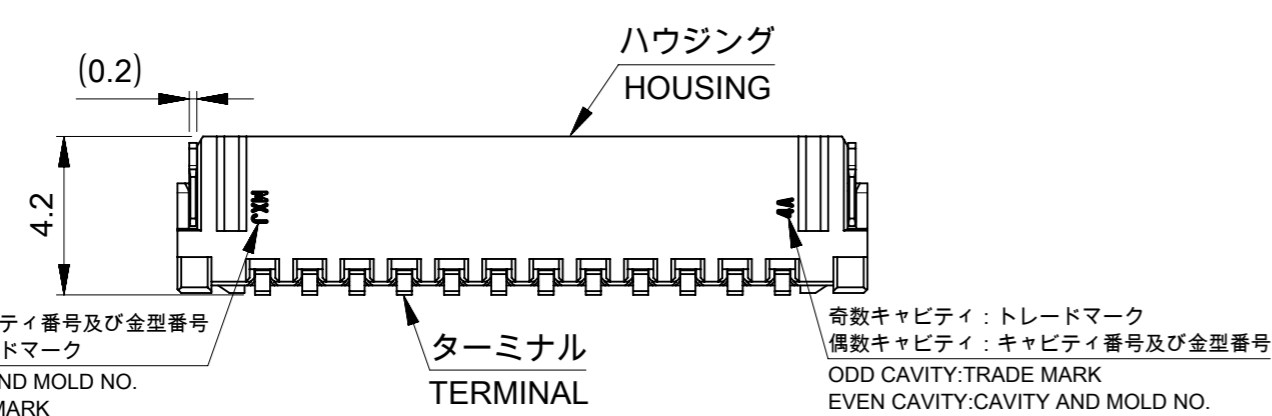 ハウジング
HOUSING
(0.2)
4.2
MXJ
ティ番号及び金型番号
ドマーク
AND MOLD NO.
MARK
ターミナル
TERMINAL
奇数キャビティ：トレードマーク
偶数キャビティ：キャビティ番号及び金型番号
ODD CAVITY:TRADE MARK
EVEN CAVITY:CAVITY AND MOLD NO.